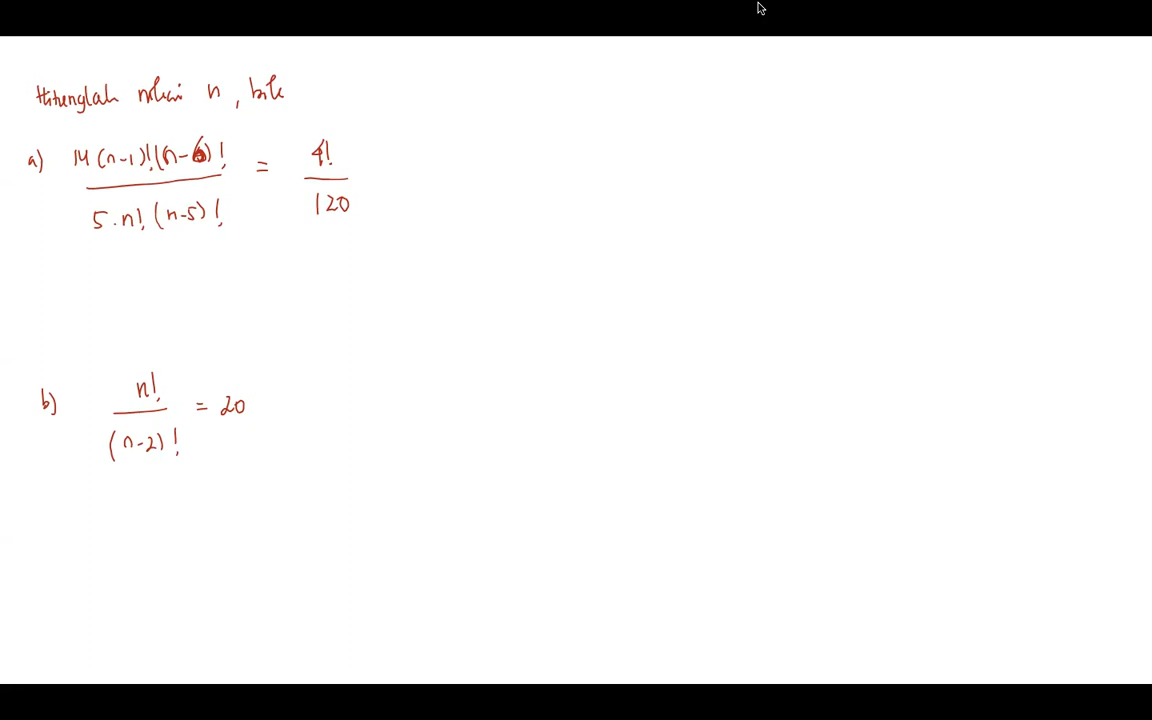 Hitunglah nilai n, bila
a) 14(n-1)!(n-6)! / 5.n!(n-5)! = 4! / 120
b) n! / (n-2)! = 20